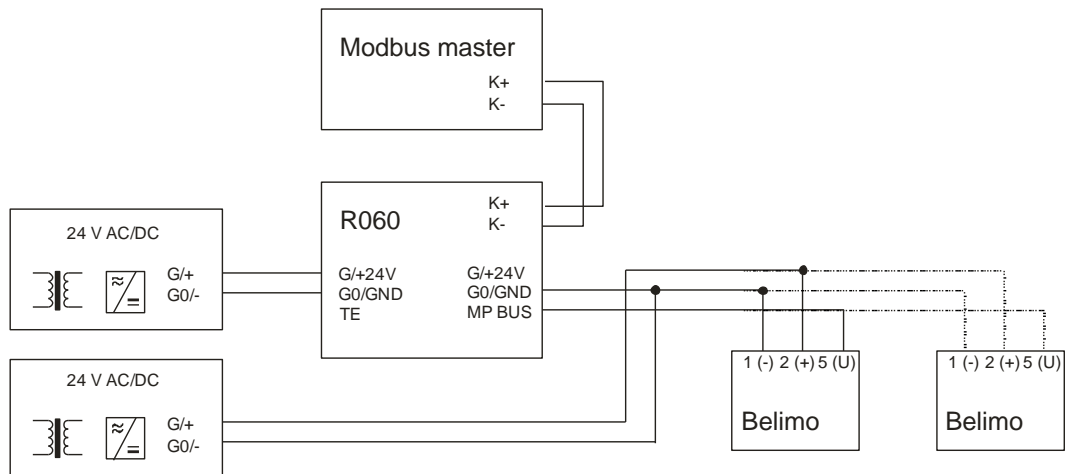 Modbus master
K+
K-
R060
K+
K-
G/+24V
G0/GND
TE
G/+24V
G0/GND
MP BUS
24 V AC/DC
G/+
G0/-
24 V AC/DC
G/+
G0/-
1 (-) 2 (+) 5 (U)
Belimo
1 (-) 2 (+) 5 (U)
Belimo